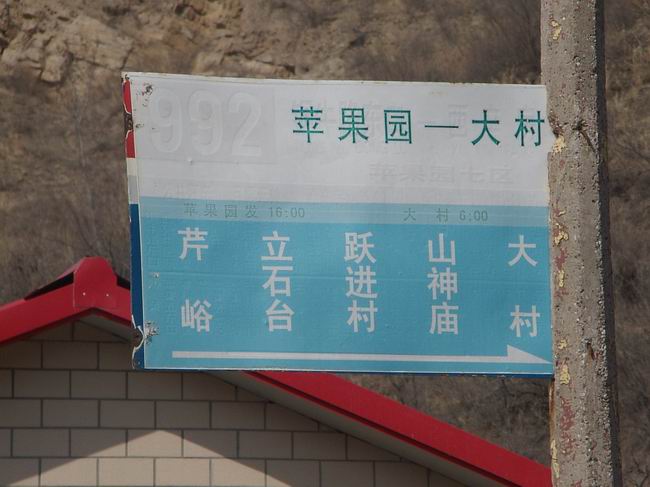 992
苹果园—大村
苹果园发 16:00 大村 6:00
芹峪 立石台 跃进村 山神庙 大村